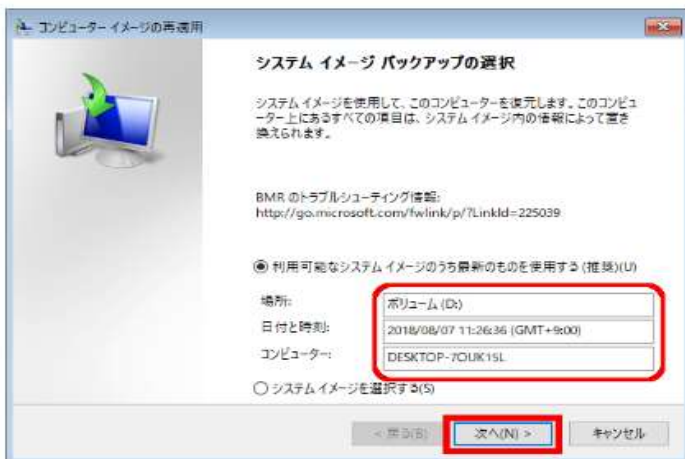 コンピューター イメージの再適用
システム イメージ バックアップの選択
システム イメージを使用して、このコンピューターを復元します。このコンピュ
ーター上にあるすべての項目は、システム イメージ内の情報によって置き
換えられます。
BMR のトラブルシューティング情報:
http://go.microsoft.com/fwlink/p/?LinkId=225039
利用可能なシステム イメージのうち最新のものを使用する (推奨)(U)
場所:
ボリューム (D:)
日付と時刻:
2018/08/07 11:26:36 (GMT+9:00)
コンピューター:
DESKTOP-7OUK15L
システム イメージを選択する(S)
< 戻る(B)
次へ(N) >
キャンセル